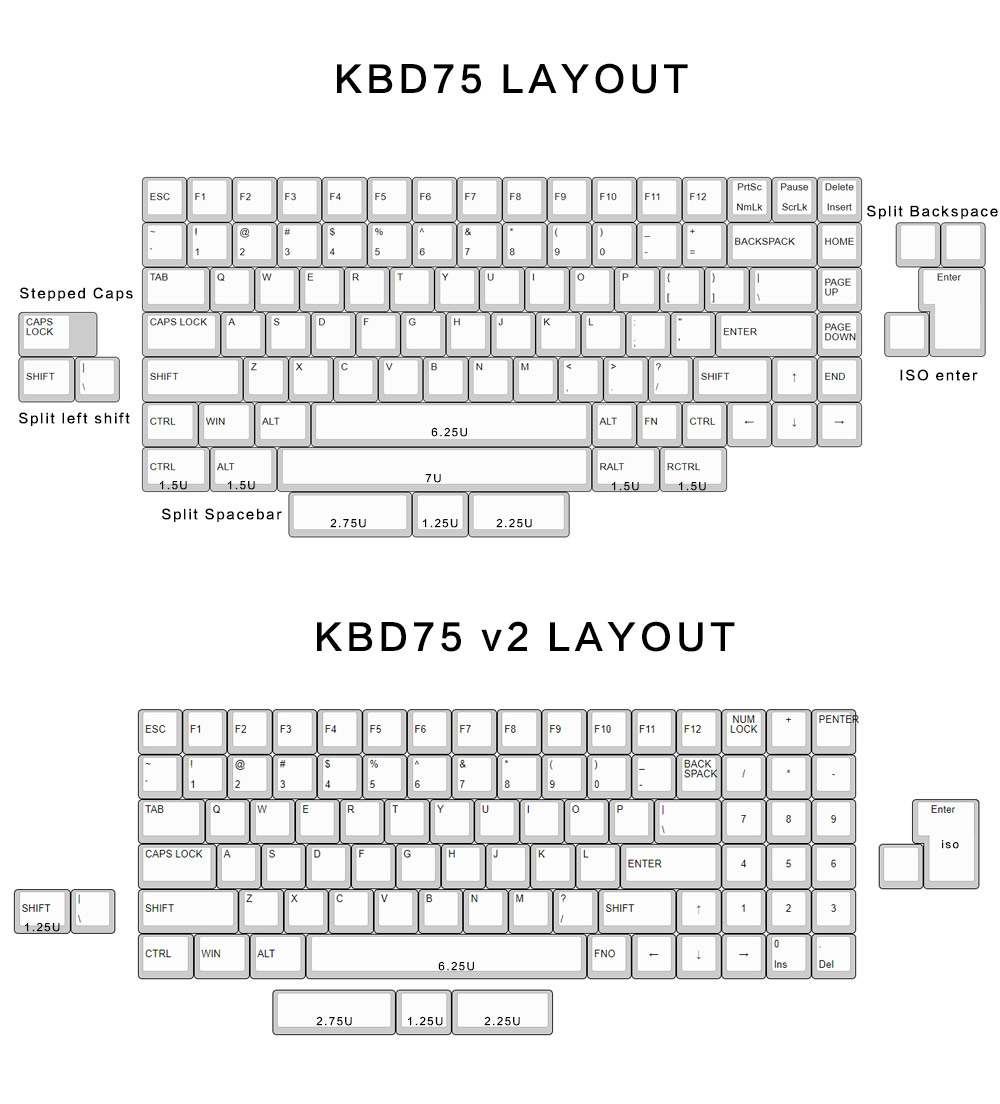 KBD75 LAYOUT
ESC F1 F2 F3 F4 F5 F6 F7 F8 F9 F10 F11 F12 PrtSc NmLk Pause ScrLk Delete Insert
Split Backspace
~ ` ! 1 @ 2 # 3 $ 4 % 5 ^ 6 & 7 * 8 ( 9 ) 0 _ - + = BACKSPACK HOME
TAB Q W E R T Y U I O P { [ } ] | \ PAGE UP
Enter
Stepped Caps
CAPS LOCK
CAPS LOCK A S D F G H J K L : ; " ' ENTER PAGE DOWN
SHIFT | \
SHIFT Z X C V B N M < , > . ? / SHIFT ↑ END
ISO enter
Split left shift
CTRL WIN ALT 6.25U ALT FN CTRL ← ↓ →
CTRL 1.5U ALT 1.5U 7U RALT 1.5U RCTRL 1.5U
Split Spacebar
2.75U 1.25U 2.25U
KBD75 v2 LAYOUT
ESC F1 F2 F3 F4 F5 F6 F7 F8 F9 F10 F11 F12 NUM LOCK + PENTER
~ ` ! 1 @ 2 # 3 $ 4 % 5 ^ 6 & 7 * 8 ( 9 ) 0 _ - BACK SPACK / * -
TAB Q W E R T Y U I O P | \ 7 8 9
Enter
iso
CAPS LOCK A S D F G H J K L ENTER 4 5 6
SHIFT 1.25U | \
SHIFT Z X C V B N M ? / SHIFT ↑ 1 2 3
CTRL WIN ALT 6.25U FNO ← ↓ → 0 Ins . Del
2.75U 1.25U 2.25U